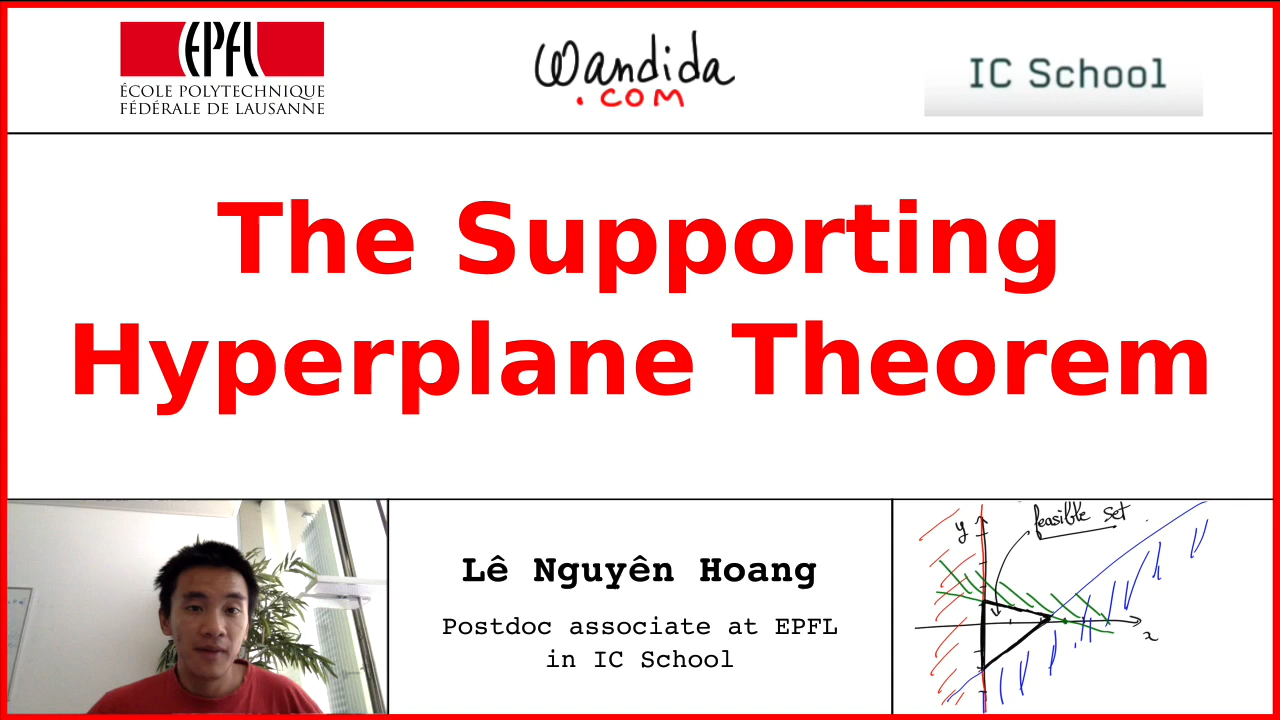 EPFL
ÉCOLE POLYTECHNIQUE
FÉDÉRALE DE LAUSANNE
Wandida
.COM
IC School
The Supporting
Hyperplane Theorem
Lê Nguyên Hoang
Postdoc associate at EPFL
in IC School
feasible set
y
x